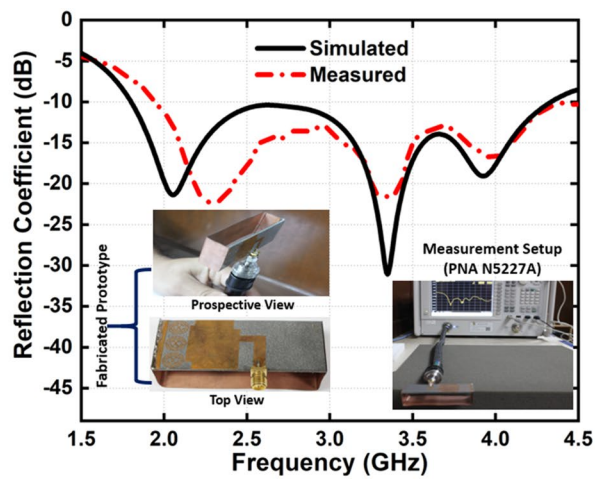 0
-5
-10
-15
-20
-25
-30
-35
-40
-45
Reflection Coefficient (dB)
Simulated
Measured
Fabricated Prototype
Prospective View
Top View
Measurement Setup
(PNA N5227A)
1.5 2.0 2.5 3.0 3.5 4.0 4.5
Frequency (GHz)